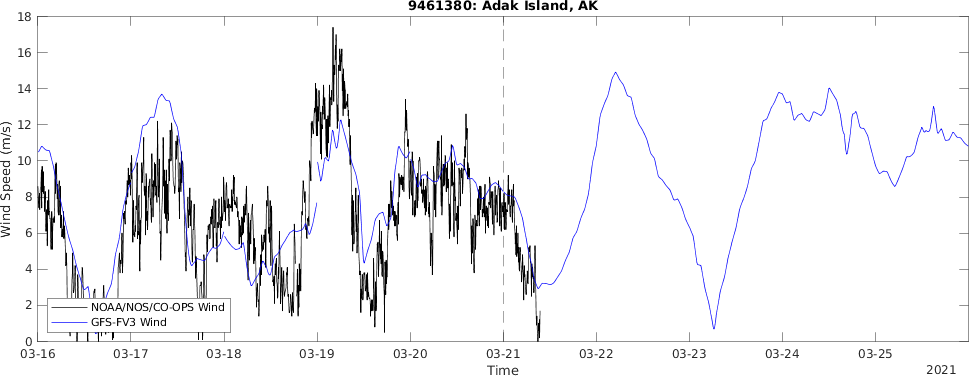 9461380: Adak Island, AK
18
16
14
12
10
8
6
4
2
0
Wind Speed (m/s)
NOAA/NOS/CO-OPS Wind
GFS-FV3 Wind
03-16 03-17 03-18 03-19 03-20 03-21 03-22 03-23 03-24 03-25
Time
2021